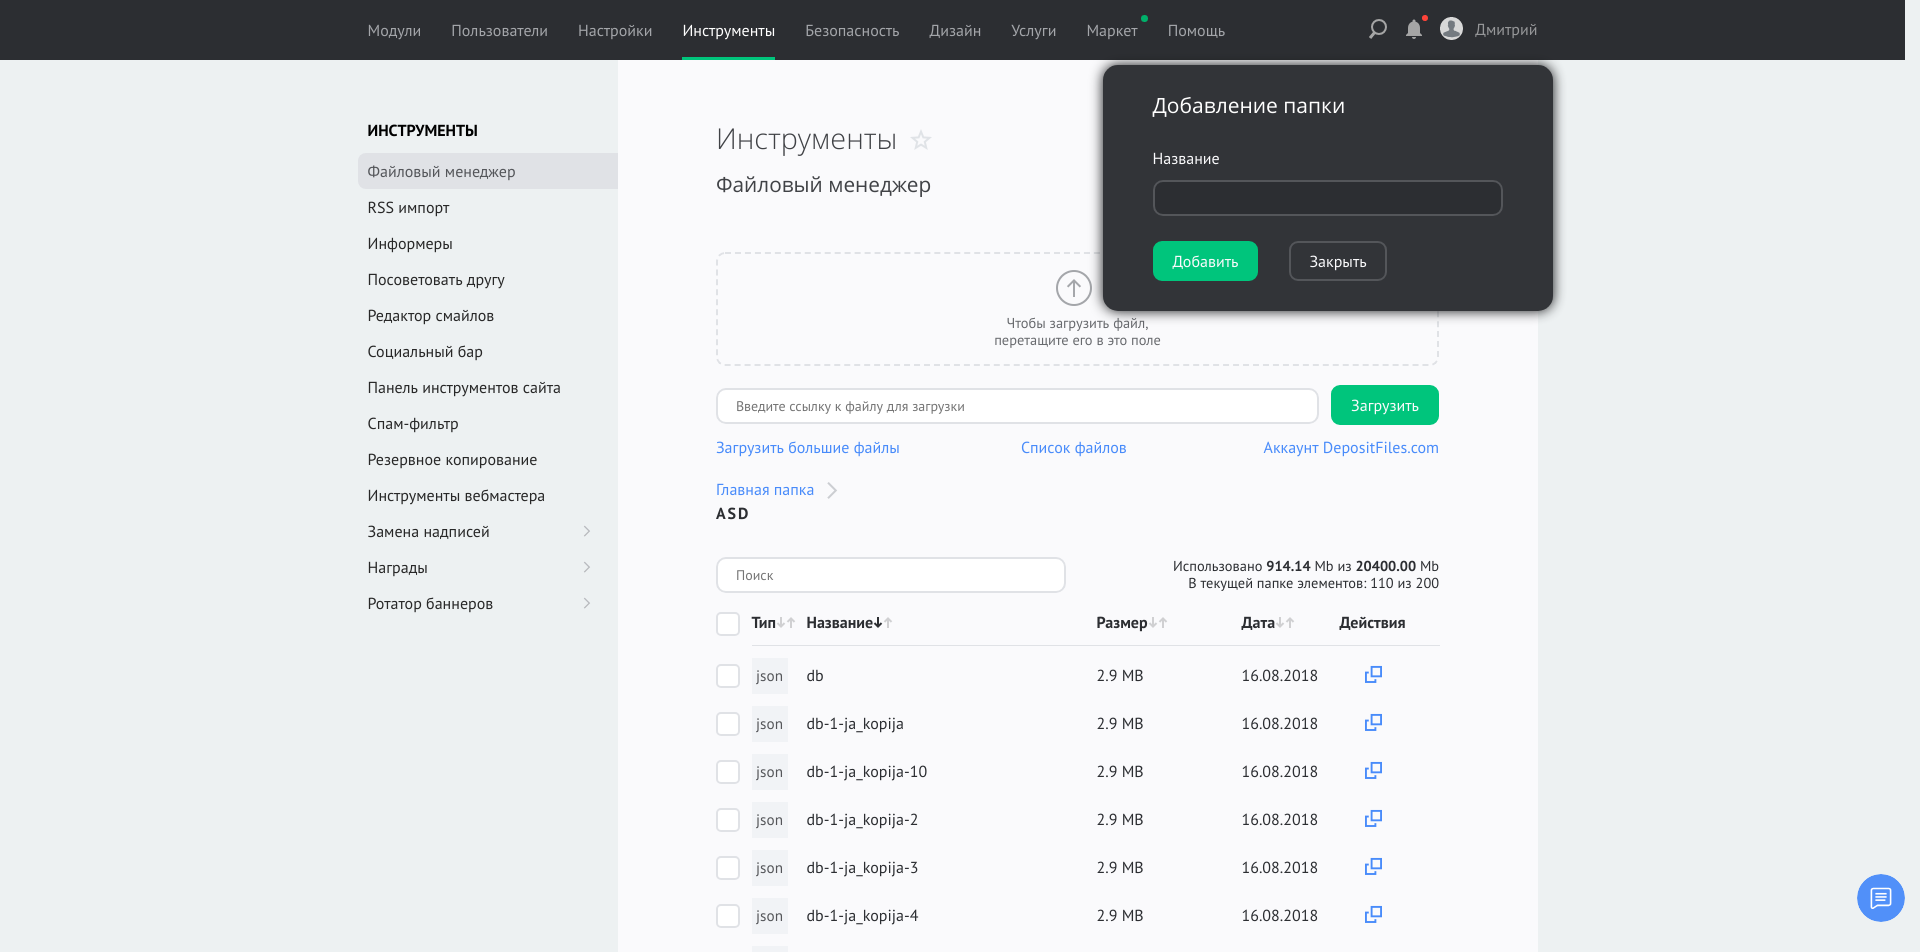 Модули Пользователи Настройки Инструменты Безопасность Дизайн Услуги Маркет Помощь Дмитрий
ИНСТРУМЕНТЫ
Файловый менеджер
RSS импорт
Информеры
Посоветовать другу
Редактор смайлов
Социальный бар
Панель инструментов сайта
Спам-фильтр
Резервное копирование
Инструменты вебмастера
Замена надписей
Награды
Ротатор баннеров
Инструменты
Файловый менеджер
Добавление папки
Название
Добавить Закрыть
Чтобы загрузить файл,
перетащите его в это поле
Введите ссылку к файлу для загрузки Загрузить
Загрузить большие файлы Список файлов Аккаунт DepositFiles.com
Главная папка
ASD
Поиск
Использовано 914.14 Mb из 20400.00 Mb
В текущей папке элементов: 110 из 200
Тип Название Размер Дата Действия
json db 2.9 MB 16.08.2018
json db-1-ja_kopija 2.9 MB 16.08.2018
json db-1-ja_kopija-10 2.9 MB 16.08.2018
json db-1-ja_kopija-2 2.9 MB 16.08.2018
json db-1-ja_kopija-3 2.9 MB 16.08.2018
json db-1-ja_kopija-4 2.9 MB 16.08.2018